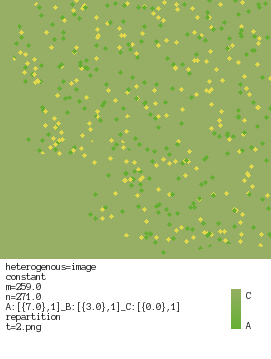 heterogenous=image
constant
m=259.0
n=271.0
A:[{7.0},1]_B:[{3.0},1]_C:[{0.0},1]
repartition
t=2.png
C
A